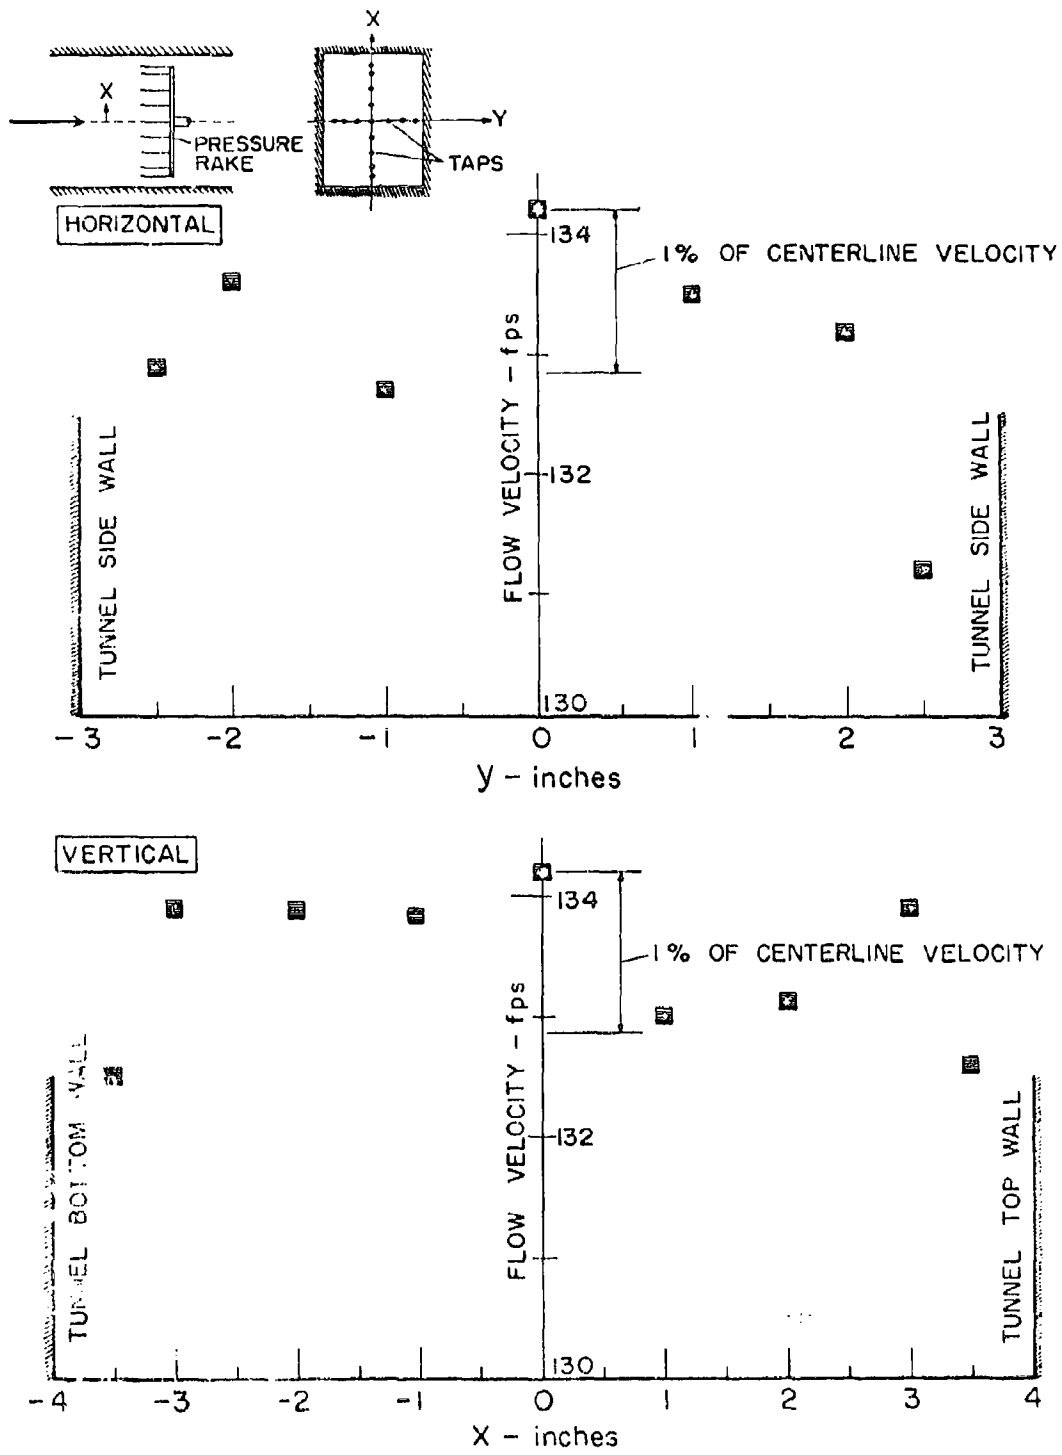 X
X
Y
PRESSURE
RAKE
TAPS
HORIZONTAL
134
1% OF CENTERLINE VELOCITY
FLOW VELOCITY – fps
132
TUNNEL SIDE WALL
TUNNEL SIDE WALL
130
-3 -2 -1 0 1 2 3
y – inches
VERTICAL
134
1% OF CENTERLINE VELOCITY
FLOW VELOCITY – fps
132
TUNNEL BOTTOM WALL
TUNNEL TOP WALL
130
-4 -3 -2 -1 0 1 2 3 4
X – inches